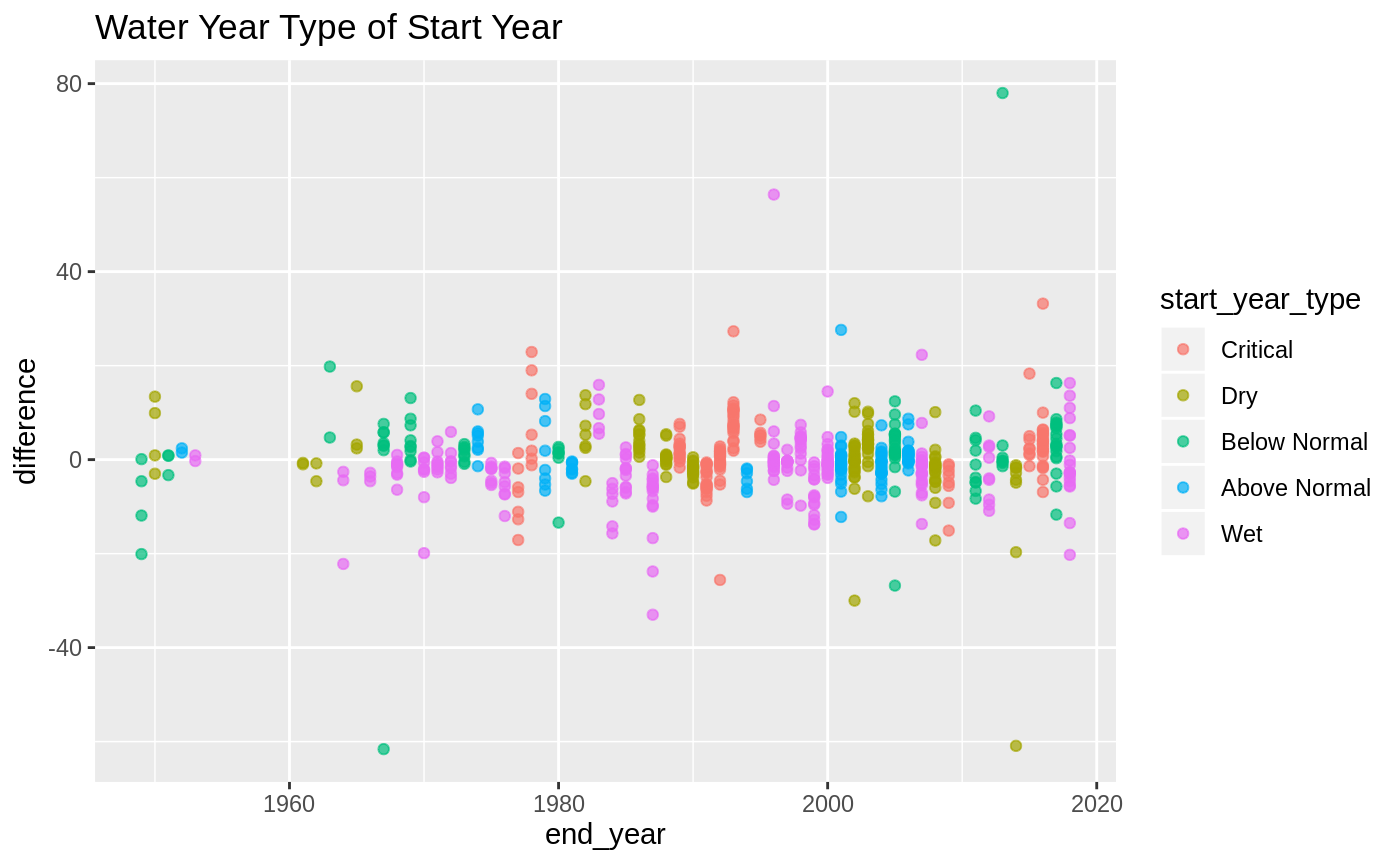 Water Year Type of Start Year
80
40
0
-40
difference
1960
1980
2000
2020
end_year
start_year_type
Critical
Dry
Below Normal
Above Normal
Wet